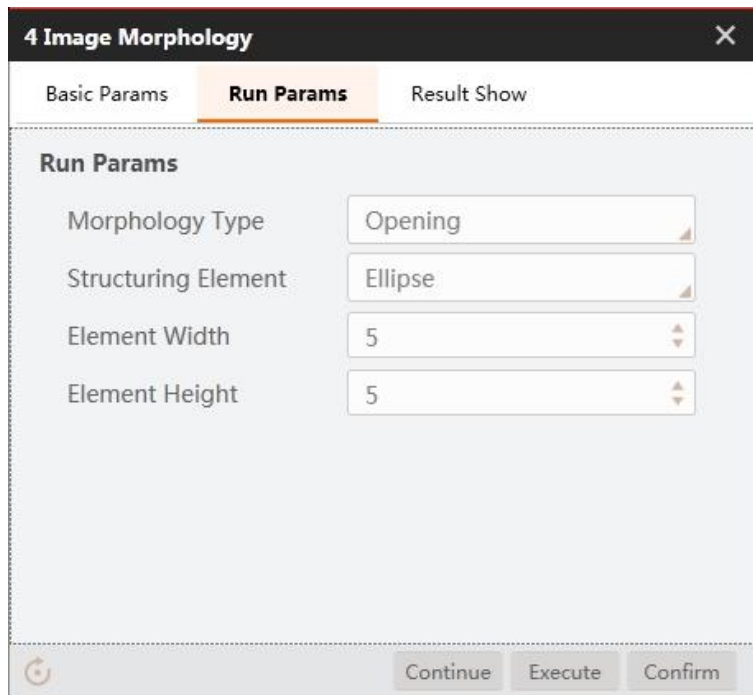 4 Image Morphology
Basic Params Run Params Result Show
Run Params
Morphology Type Opening
Structuring Element Ellipse
Element Width 5
Element Height 5
Continue Execute Confirm